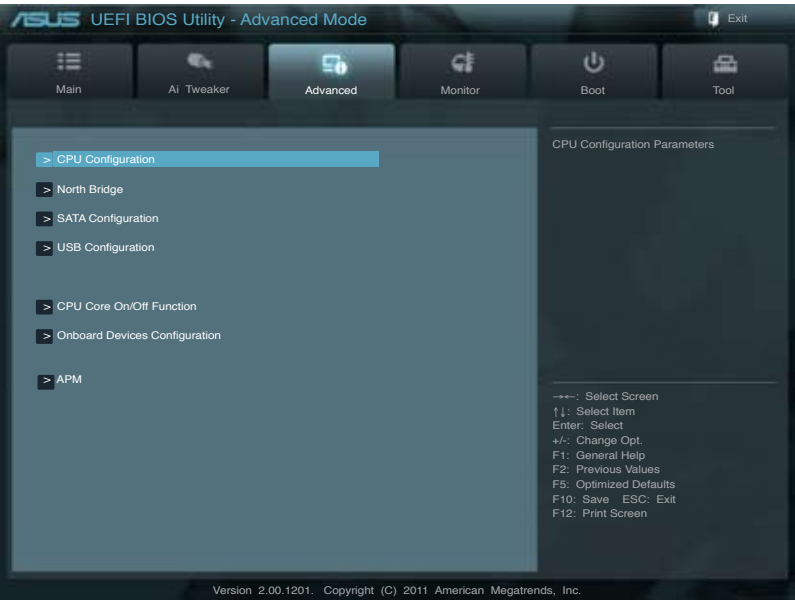 ASUS UEFI BIOS Utility - Advanced Mode
Exit
Main
Ai Tweaker
Advanced
Monitor
Boot
Tool
> CPU Configuration
> North Bridge
> SATA Configuration
> USB Configuration
> CPU Core On/Off Function
> Onboard Devices Configuration
> APM
CPU Configuration Parameters
→←: Select Screen
↑↓: Select Item
Enter: Select
+/-: Change Opt.
F1: General Help
F2: Previous Values
F5: Optimized Defaults
F10: Save ESC: Exit
F12: Print Screen
Version 2.00.1201. Copyright (C) 2011 American Megatrends, Inc.